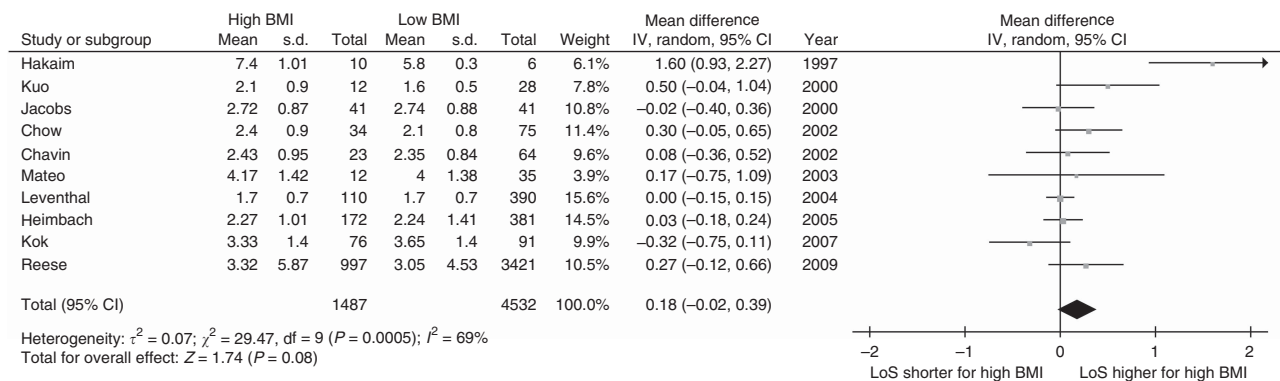 High BMI Low BMI Mean difference Mean difference
Study or subgroup Mean s.d. Total Mean s.d. Total Weight IV, random, 95% CI Year IV, random, 95% CI
Hakaim 7.4 1.01 10 5.8 0.3 6 6.1% 1.60 (0.93, 2.27) 1997
Kuo 2.1 0.9 12 1.6 0.5 28 7.8% 0.50 (–0.04, 1.04) 2000
Jacobs 2.72 0.87 41 2.74 0.88 41 10.8% –0.02 (–0.40, 0.36) 2000
Chow 2.4 0.9 34 2.1 0.8 75 11.4% 0.30 (–0.05, 0.65) 2002
Chavin 2.43 0.95 23 2.35 0.84 64 9.6% 0.08 (–0.36, 0.52) 2002
Mateo 4.17 1.42 12 4 1.38 35 3.9% 0.17 (–0.75, 1.09) 2003
Leventhal 1.7 0.7 110 1.7 0.7 390 15.6% 0.00 (–0.15, 0.15) 2004
Heimbach 2.27 1.01 172 2.24 1.41 381 14.5% 0.03 (–0.18, 0.24) 2005
Kok 3.33 1.4 76 3.65 1.4 91 9.9% –0.32 (–0.75, 0.11) 2007
Reese 3.32 5.87 997 3.05 4.53 3421 10.5% 0.27 (–0.12, 0.66) 2009
Total (95% CI) 1487 4532 100.0% 0.18 (–0.02, 0.39)
Heterogeneity: τ² = 0.07; χ² = 29.47, df = 9 (P = 0.0005); I² = 69%
Total for overall effect: Z = 1.74 (P = 0.08)
–2 –1 0 1 2
LoS shorter for high BMI LoS higher for high BMI